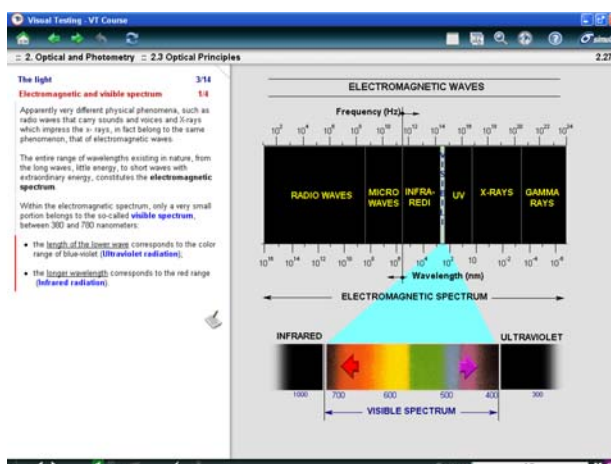 Visual Testing - VT Course
:: 2. Optical and Photometry :: 2.3 Optical Principles
2.27
The light 3/14
Electromagnetic and visible spectrum 1/4
Apparently very different physical phenomena, such as
radio waves that carry sounds and voices and X-rays
which impress the x- rays, in fact belong to the same
phenomenon, that of electromagnetic waves.
The entire range of wavelengths existing in nature, from
the long waves, little energy, to short waves with
extraordinary energy, constitutes the electromagnetic
spectrum.
Within the electromagnetic spectrum, only a very small
portion belongs to the so-called visible spectrum,
between 380 and 780 nanometers:
• the length of the lower wave corresponds to the color
range of blue-violet (Ultraviolet radiation);
• the longer wavelength corresponds to the red range
(Infrared radiation).
ELECTROMAGNETIC WAVES
Frequency (Hz)
RADIO WAVES
MICRO WAVES
INFRA- REDI
UV
X-RAYS
GAMMA RAYS
Wavelength (nm)
ELECTROMAGNETIC SPECTRUM
INFRARED
ULTRAVIOLET
1000 700 600 500 400 300
VISIBLE SPECTRUM